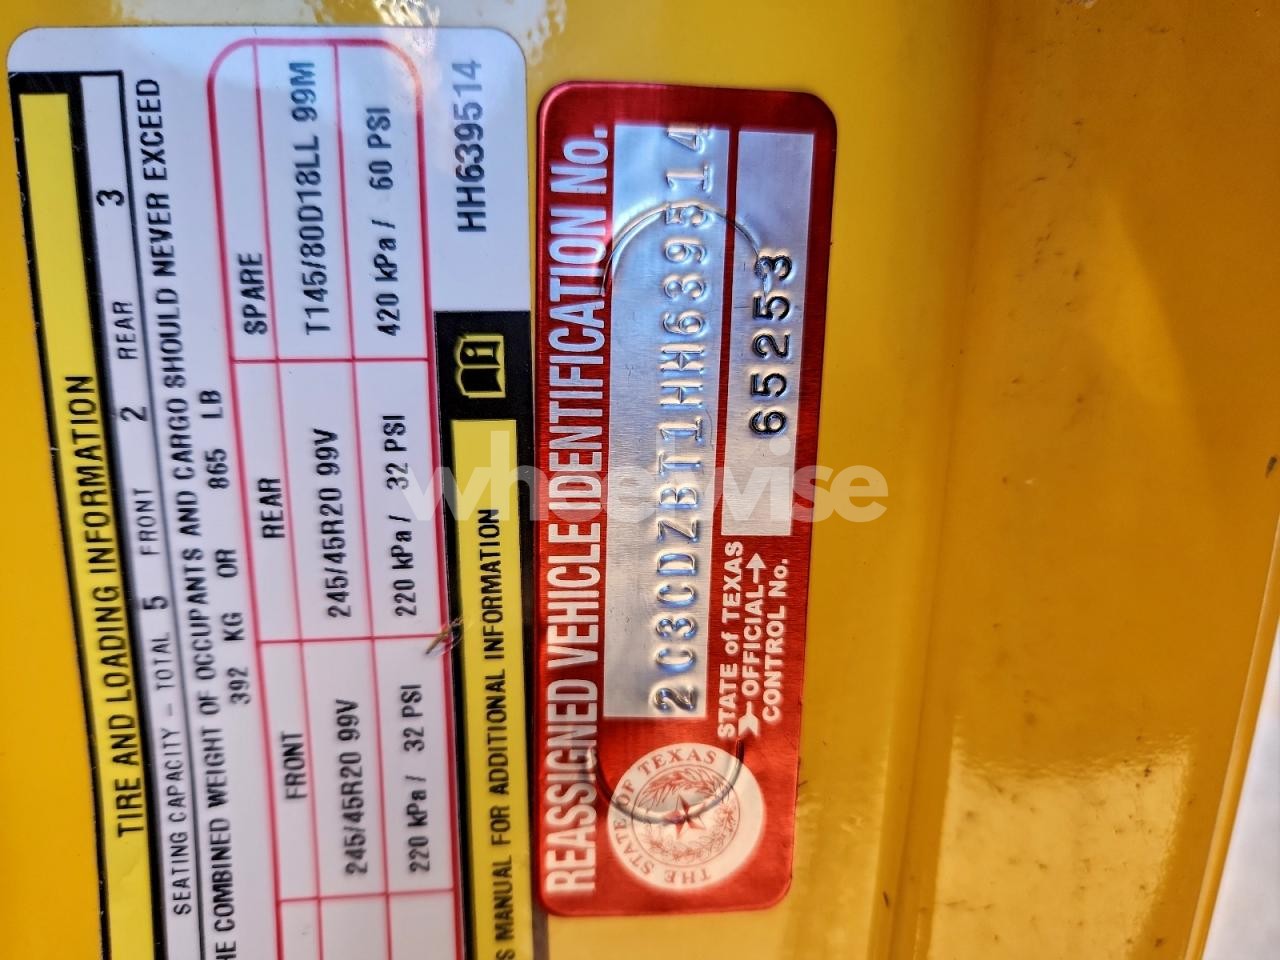 TIRE AND LOADING INFORMATION
SEATING CAPACITY – TOTAL 5 FRONT 2 REAR 3
HE COMBINED WEIGHT OF OCCUPANTS AND CARGO SHOULD NEVER EXCEED
392 KG OR 865 LB
FRONT REAR SPARE
245/45R20 99V 245/45R20 99V T145/80D18LL 99M
220 kPa / 32 PSI 220 kPa / 32 PSI 420 kPa / 60 PSI
S MANUAL FOR ADDITIONAL INFORMATION
HH639514
REASSIGNED VEHICLE IDENTIFICATION No.
2C3CDZBT1HH639514
STATE of TEXAS
OFFICIAL
CONTROL No.
65253
THE STATE OF TEXAS
wheelwise